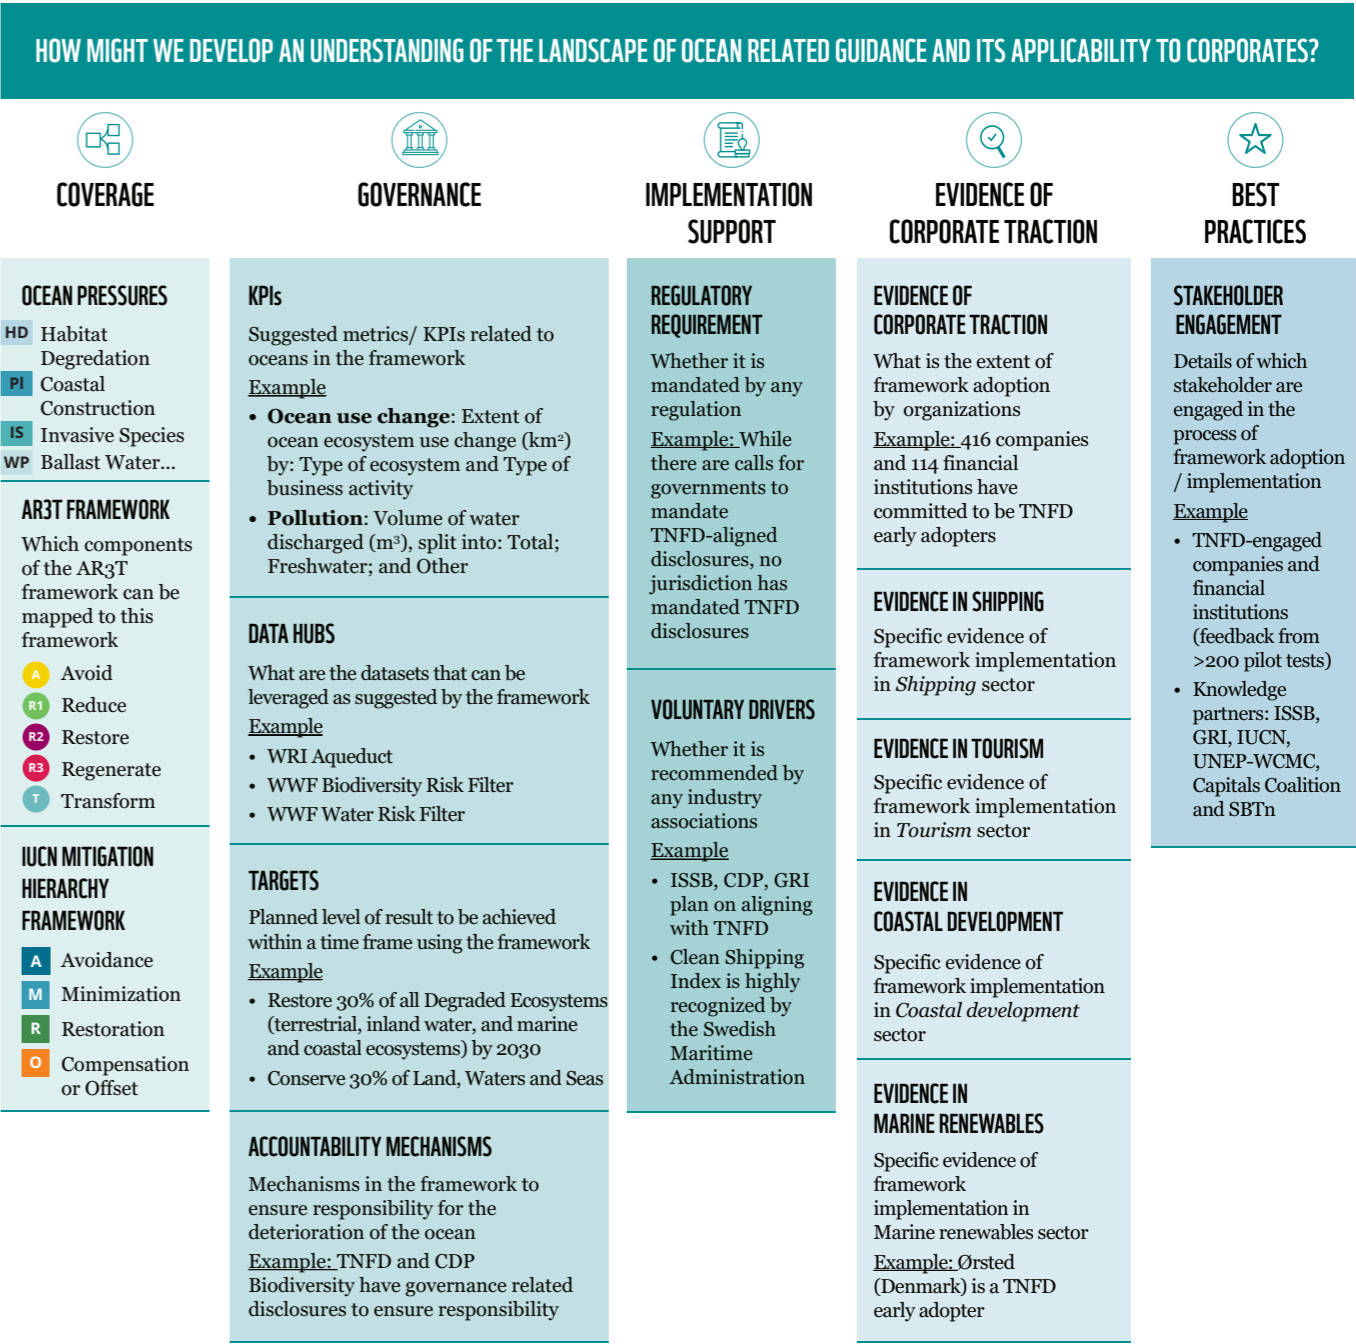 HOW MIGHT WE DEVELOP AN UNDERSTANDING OF THE LANDSCAPE OF OCEAN RELATED GUIDANCE AND ITS APPLICABILITY TO CORPORATES?
COVERAGE
OCEAN PRESSURES
HD Habitat
Degredation
PI Coastal
Construction
IS Invasive Species
WP Ballast Water...
AR3T FRAMEWORK
Which components
of the AR3T
framework can be
mapped to this
framework
A Avoid
R1 Reduce
R2 Restore
R3 Regenerate
T Transform
IUCN MITIGATION
HIERARCHY
FRAMEWORK
A Avoidance
M Minimization
R Restoration
O Compensation
or Offset
GOVERNANCE
KPIs
Suggested metrics/ KPIs related to
oceans in the framework
Example
• Ocean use change: Extent of
ocean ecosystem use change (km²)
by: Type of ecosystem and Type of
business activity
• Pollution: Volume of water
discharged (m³), split into: Total;
Freshwater; and Other
DATA HUBS
What are the datasets that can be
leveraged as suggested by the framework
Example
• WRI Aqueduct
• WWF Biodiversity Risk Filter
• WWF Water Risk Filter
TARGETS
Planned level of result to be achieved
within a time frame using the framework
Example
• Restore 30% of all Degraded Ecosystems
(terrestrial, inland water, and marine
and coastal ecosystems) by 2030
• Conserve 30% of Land, Waters and Seas
ACCOUNTABILITY MECHANISMS
Mechanisms in the framework to
ensure responsibility for the
deterioration of the ocean
Example: TNFD and CDP
Biodiversity have governance related
disclosures to ensure responsibility
IMPLEMENTATION
SUPPORT
REGULATORY
REQUIREMENT
Whether it is
mandated by any
regulation
Example: While
there are calls for
governments to
mandate
TNFD-aligned
disclosures, no
jurisdiction has
mandated TNFD
disclosures
VOLUNTARY DRIVERS
Whether it is
recommended by
any industry
associations
Example
• ISSB, CDP, GRI
plan on aligning
with TNFD
• Clean Shipping
Index is highly
recognized by
the Swedish
Maritime
Administration
EVIDENCE OF
CORPORATE TRACTION
EVIDENCE OF
CORPORATE TRACTION
What is the extent of
framework adoption
by organizations
Example: 416 companies
and 114 financial
institutions have
committed to be TNFD
early adopters
EVIDENCE IN SHIPPING
Specific evidence of
framework implementation
in Shipping sector
EVIDENCE IN TOURISM
Specific evidence of
framework implementation
in Tourism sector
EVIDENCE IN
COASTAL DEVELOPMENT
Specific evidence of
framework implementation
in Coastal development
sector
EVIDENCE IN
MARINE RENEWABLES
Specific evidence of
framework
implementation in
Marine renewables sector
Example: Ørsted
(Denmark) is a TNFD
early adopter
BEST
PRACTICES
STAKEHOLDER
ENGAGEMENT
Details of which
stakeholder are
engaged in the
process of
framework adoption
/ implementation
Example
• TNFD-engaged
companies and
financial
institutions
(feedback from
>200 pilot tests)
• Knowledge
partners: ISSB,
GRI, IUCN,
UNEP-WCMC,
Capitals Coalition
and SBTn